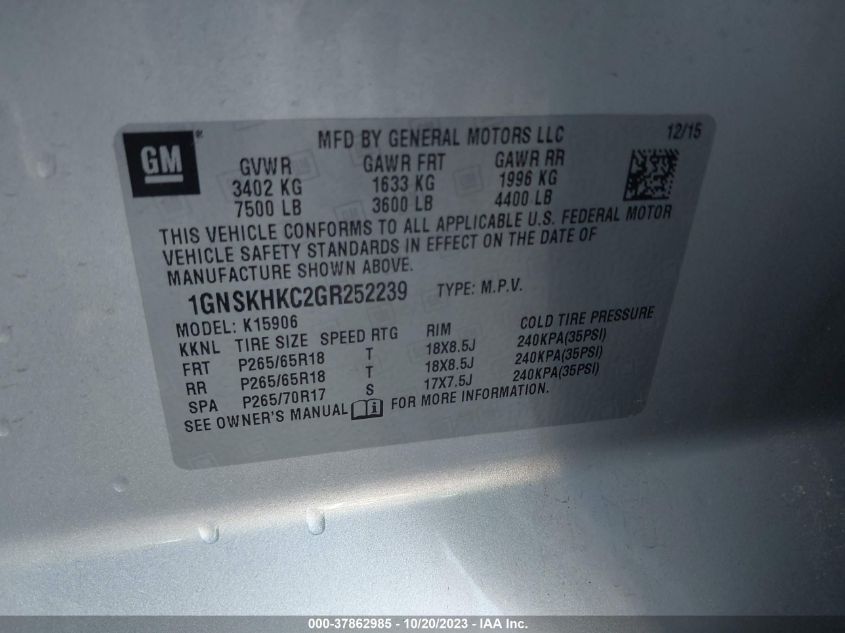 GM
MFD BY GENERAL MOTORS LLC 12/15
GVWR GAWR FRT GAWR RR
3402 KG 1633 KG 1996 KG
7500 LB 3600 LB 4400 LB
THIS VEHICLE CONFORMS TO ALL APPLICABLE U.S. FEDERAL MOTOR
VEHICLE SAFETY STANDARDS IN EFFECT ON THE DATE OF
MANUFACTURE SHOWN ABOVE.
1GNSKHKC2GR252239 TYPE: M.P.V.
MODEL: K15906
KKNL TIRE SIZE SPEED RTG RIM COLD TIRE PRESSURE
FRT P265/65R18 T 18X8.5J 240KPA(35PSI)
RR P265/65R18 T 18X8.5J 240KPA(35PSI)
SPA P265/70R17 S 17X7.5J 240KPA(35PSI)
SEE OWNER'S MANUAL FOR MORE INFORMATION.
000-37862985 - 10/20/2023 - IAA Inc.